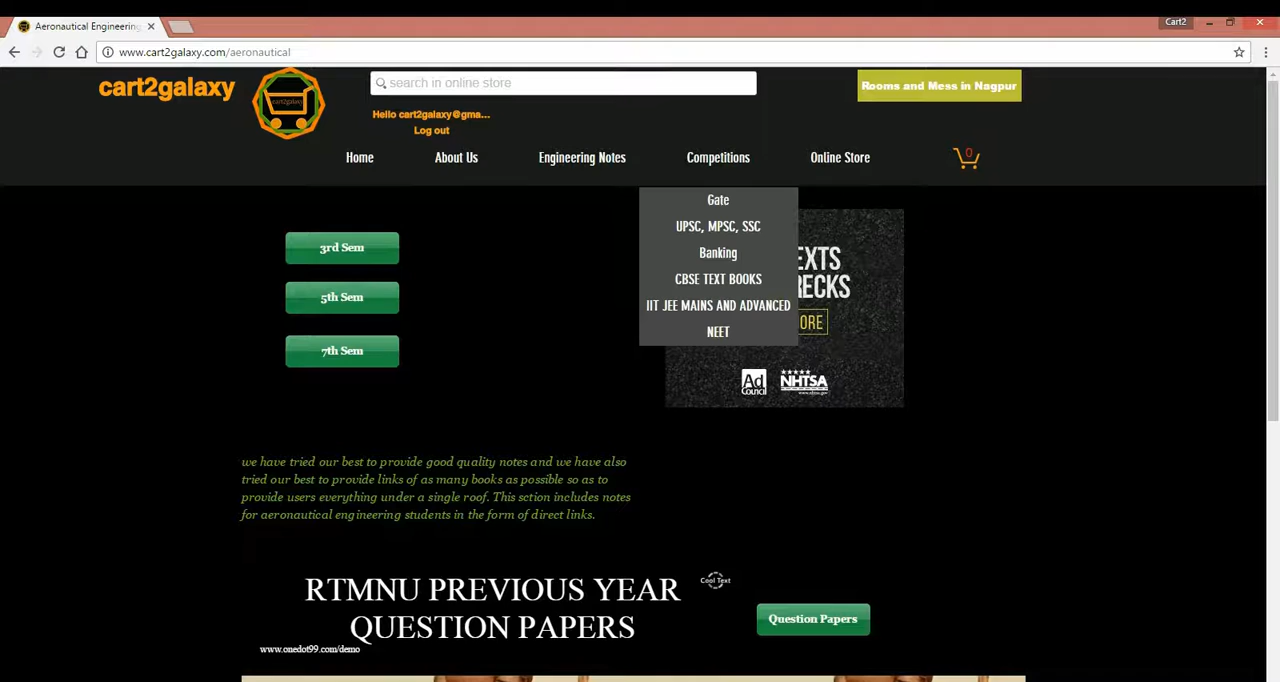 Aeronautical Engineering
Cart2
www.cart2galaxy.com/aeronautical
cart2galaxy
cart2galaxy
search in online store
Rooms and Mess in Nagpur
Hello cart2galaxy@gma...
Log out
Home
About Us
Engineering Notes
Competitions
Online Store
0
Gate
UPSC, MPSC, SSC
Banking
CBSE TEXT BOOKS
IIT JEE MAINS AND ADVANCED
NEET
3rd Sem
5th Sem
7th Sem
EXTS
RECKS
ORE
Ad
Council
NHTSA
we have tried our best to provide good quality notes and we have also
tried our best to provide links of as many books as possible so as to
provide users everything under a single roof. This sction includes notes
for aeronautical engineering students in the form of direct links.
RTMNU PREVIOUS YEAR
QUESTION PAPERS
Cool Text
Question Papers
www.onedot99.com/demo